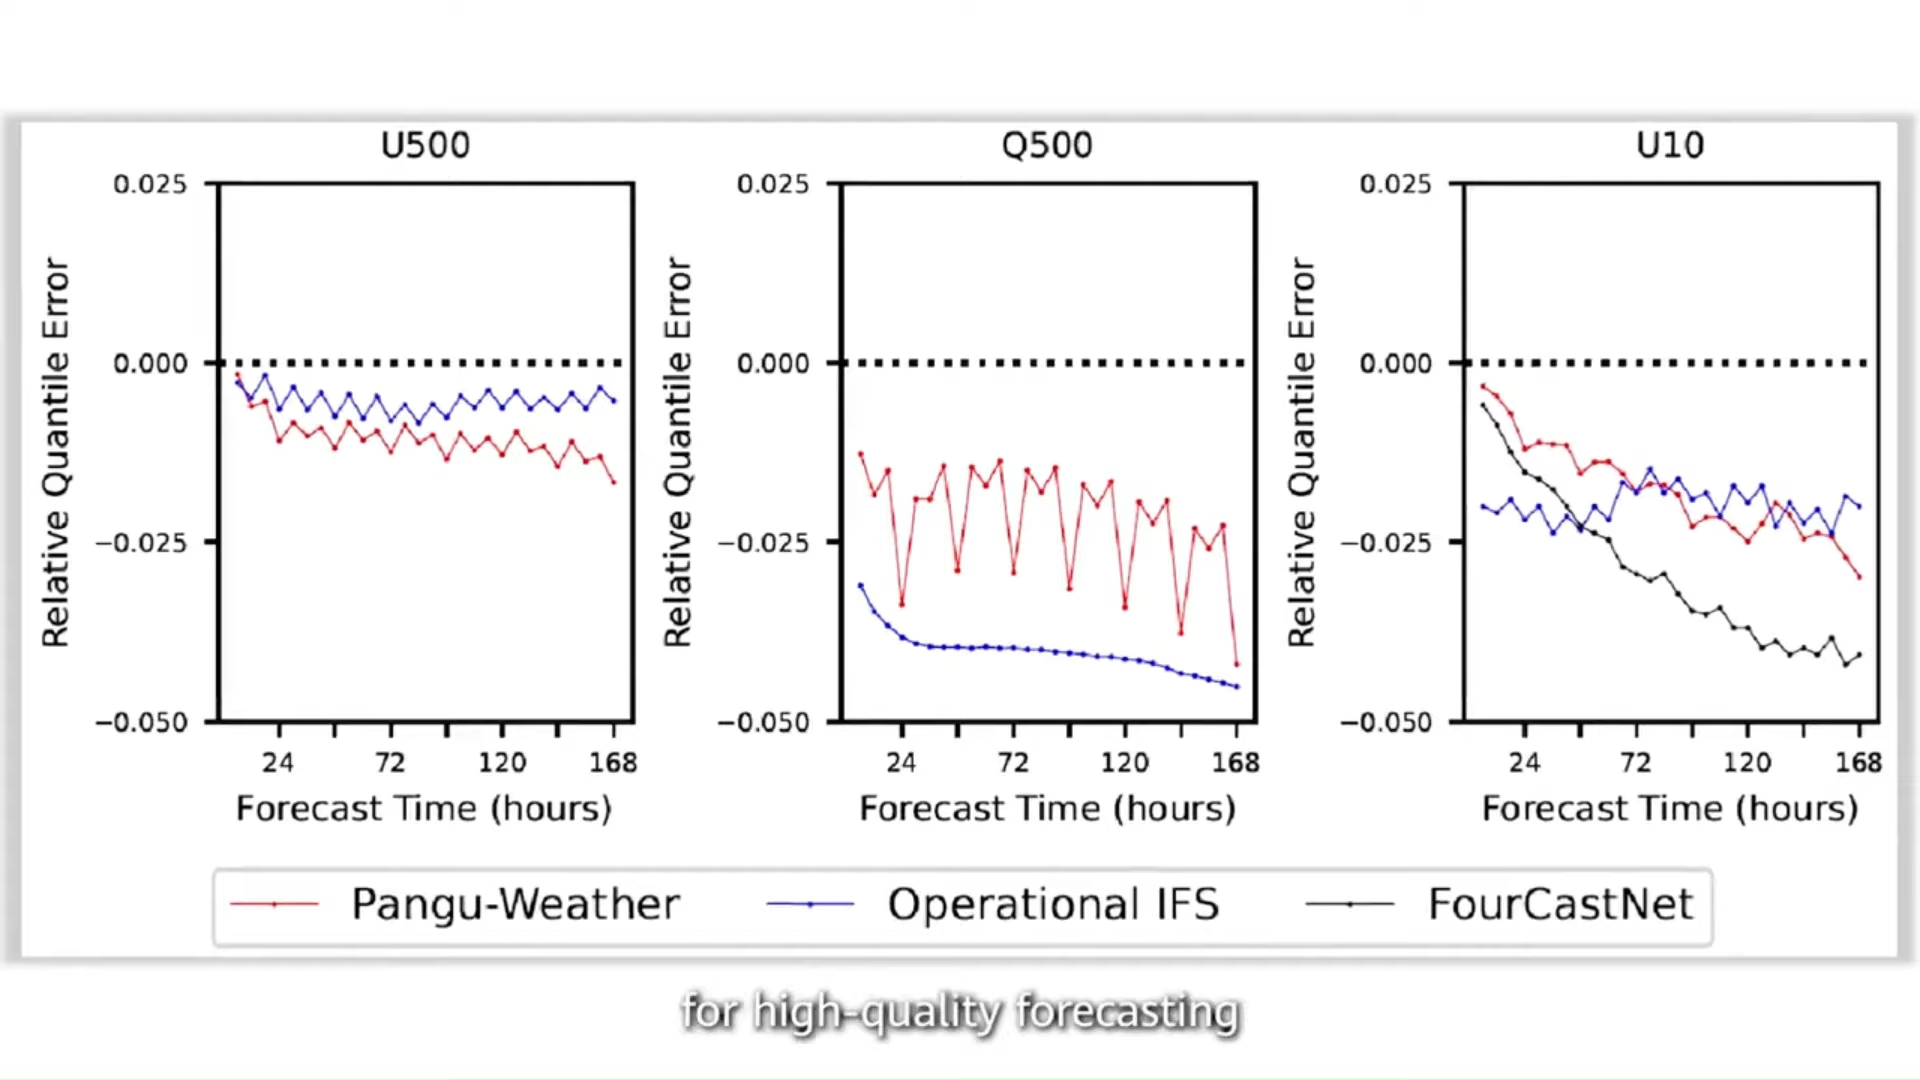 U500
Q500
U10
0.025
0.000
−0.025
−0.050
Relative Quantile Error
24
72
120
168
Forecast Time (hours)
0.025
0.000
−0.025
−0.050
Relative Quantile Error
24
72
120
168
Forecast Time (hours)
0.025
0.000
−0.025
−0.050
Relative Quantile Error
24
72
120
168
Forecast Time (hours)
Pangu-Weather
Operational IFS
FourCastNet
for high-quality forecasting